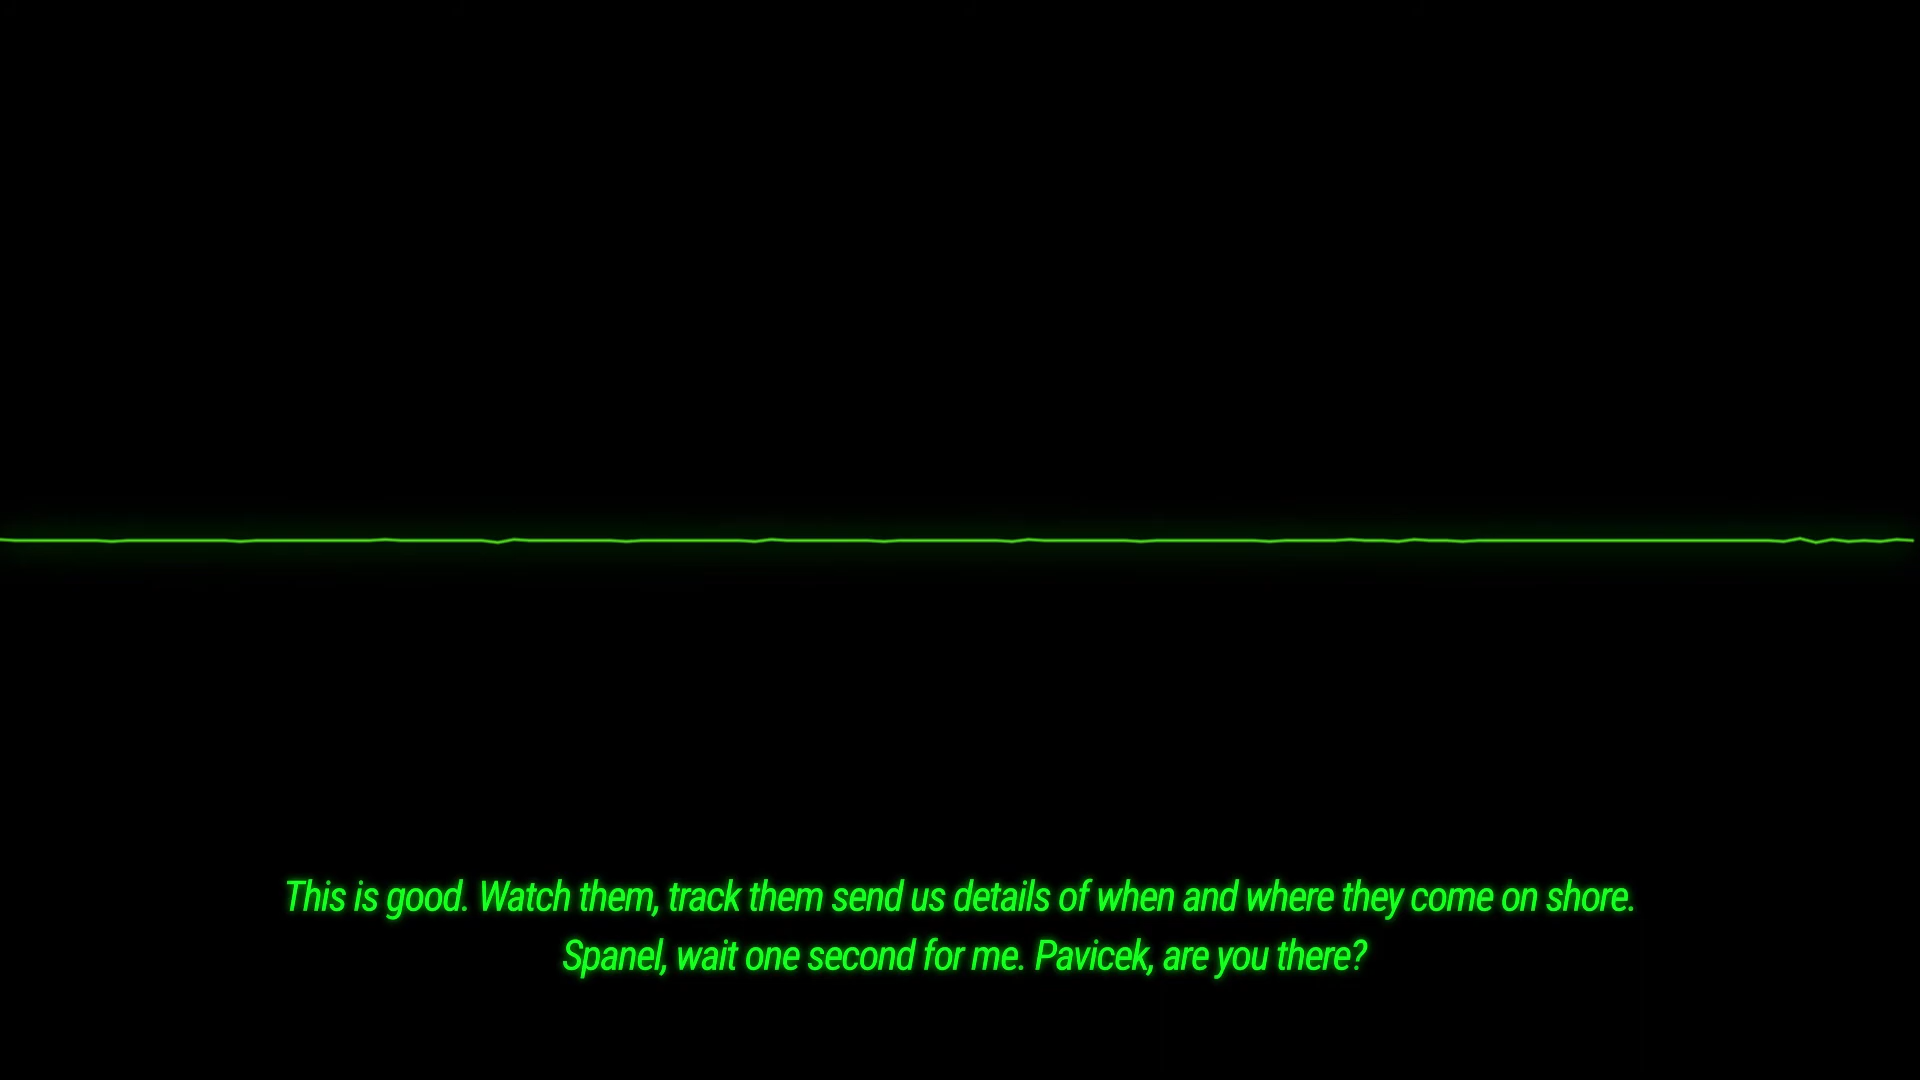 This is good. Watch them, track them send us details of when and where they come on shore.
Spanel, wait one second for me. Pavicek, are you there?